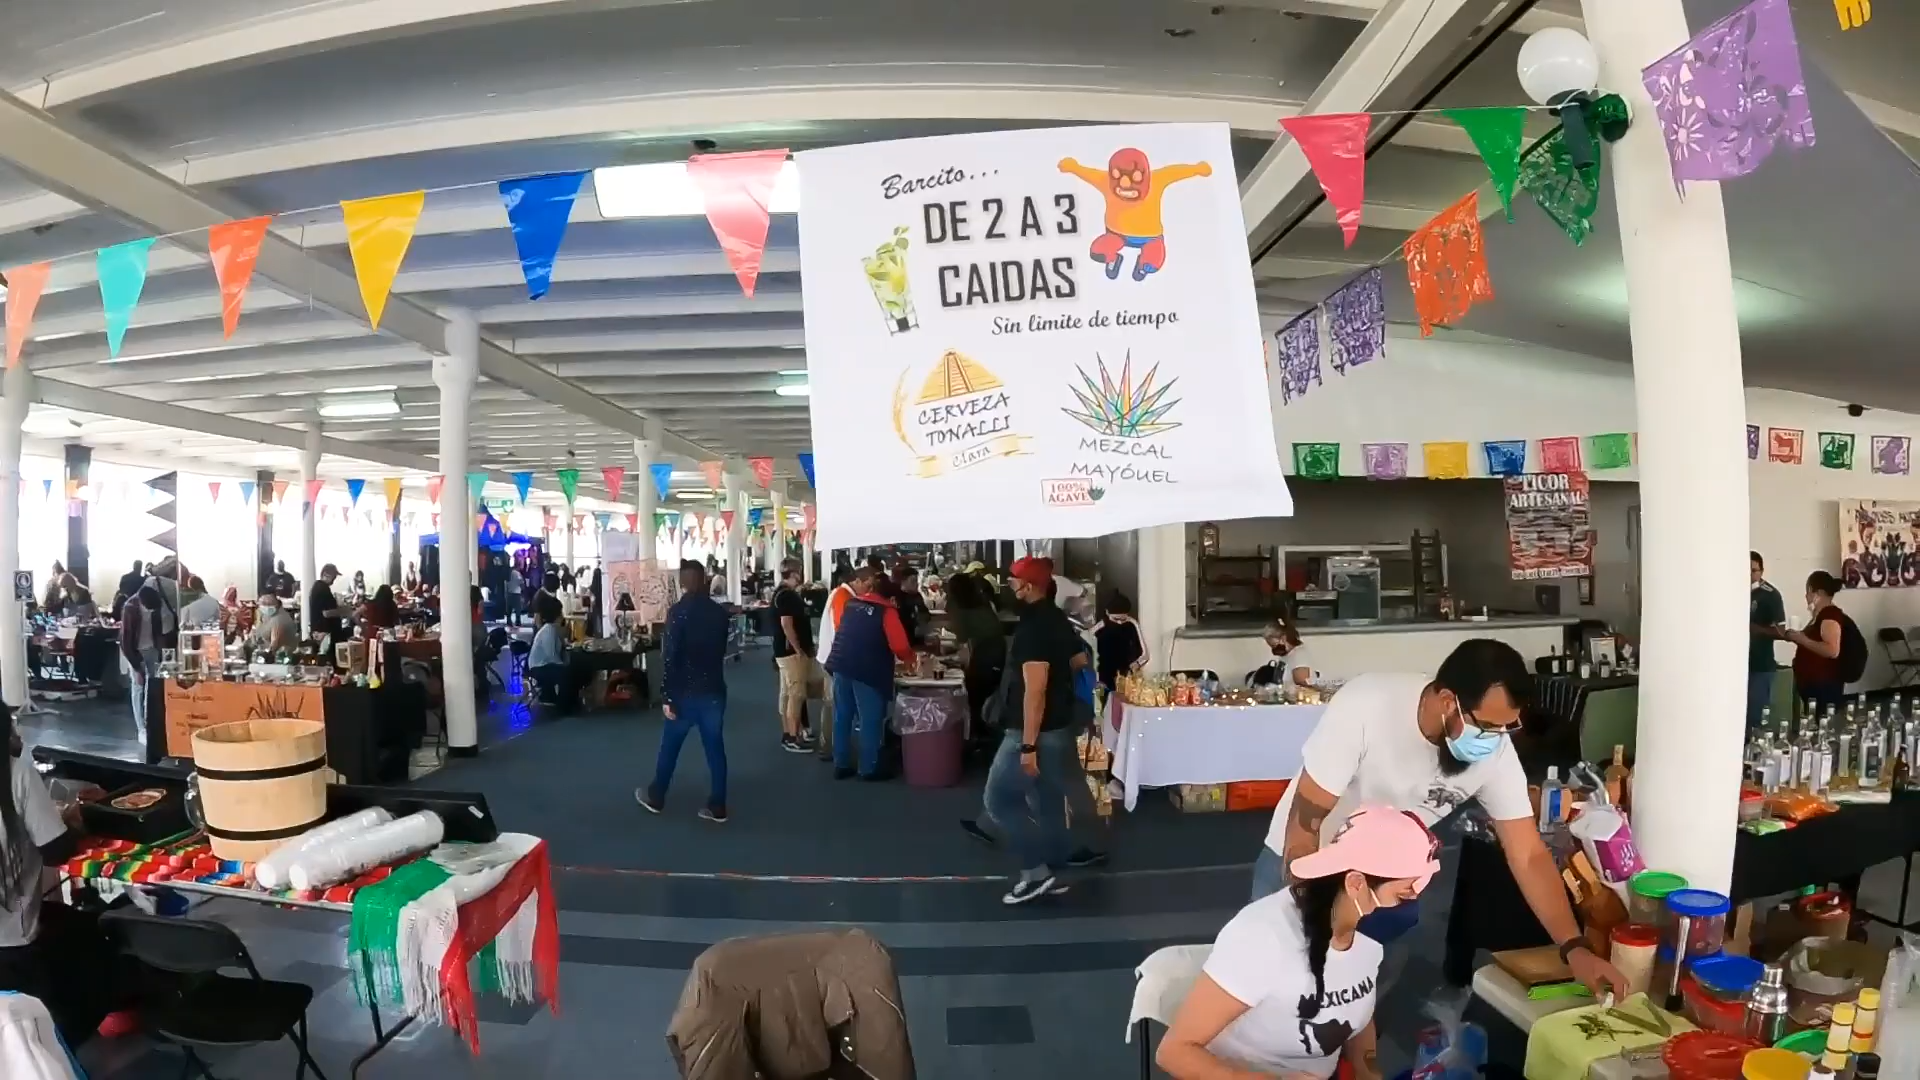 Barcito...
DE 2 A 3
CAIDAS
Sin limite de tiempo
CERVEZA
TONALLI
Clara
MEZCAL
MAYÓUEL
100%
AGAVE
LICOR
ARTESANAL
MEXICANA